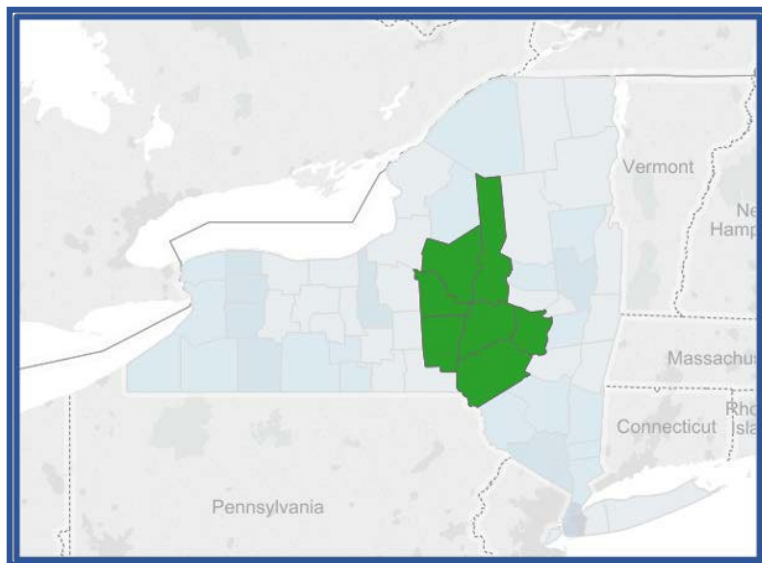 Vermont
Ne
Hamp
Massachus
Rho
Isla
Connecticut
Pennsylvania